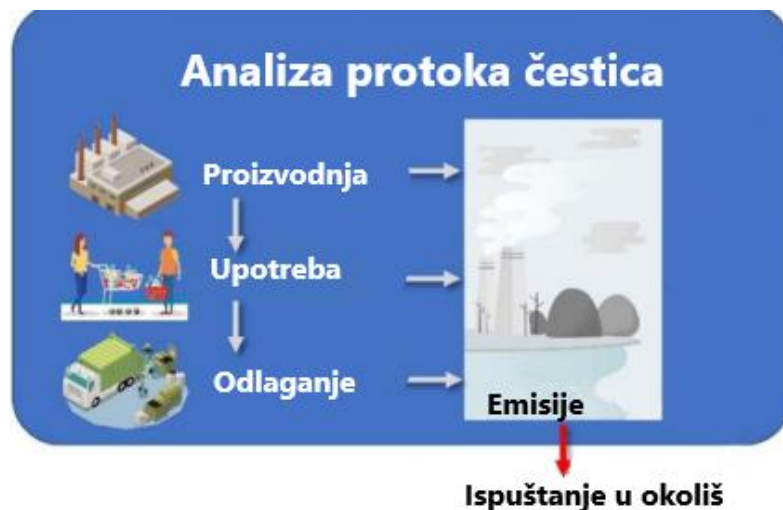 Analiza protoka čestica
Proizvodnja
Upotreba
Odlaganje
Emisije
Ispuštanje u okoliš